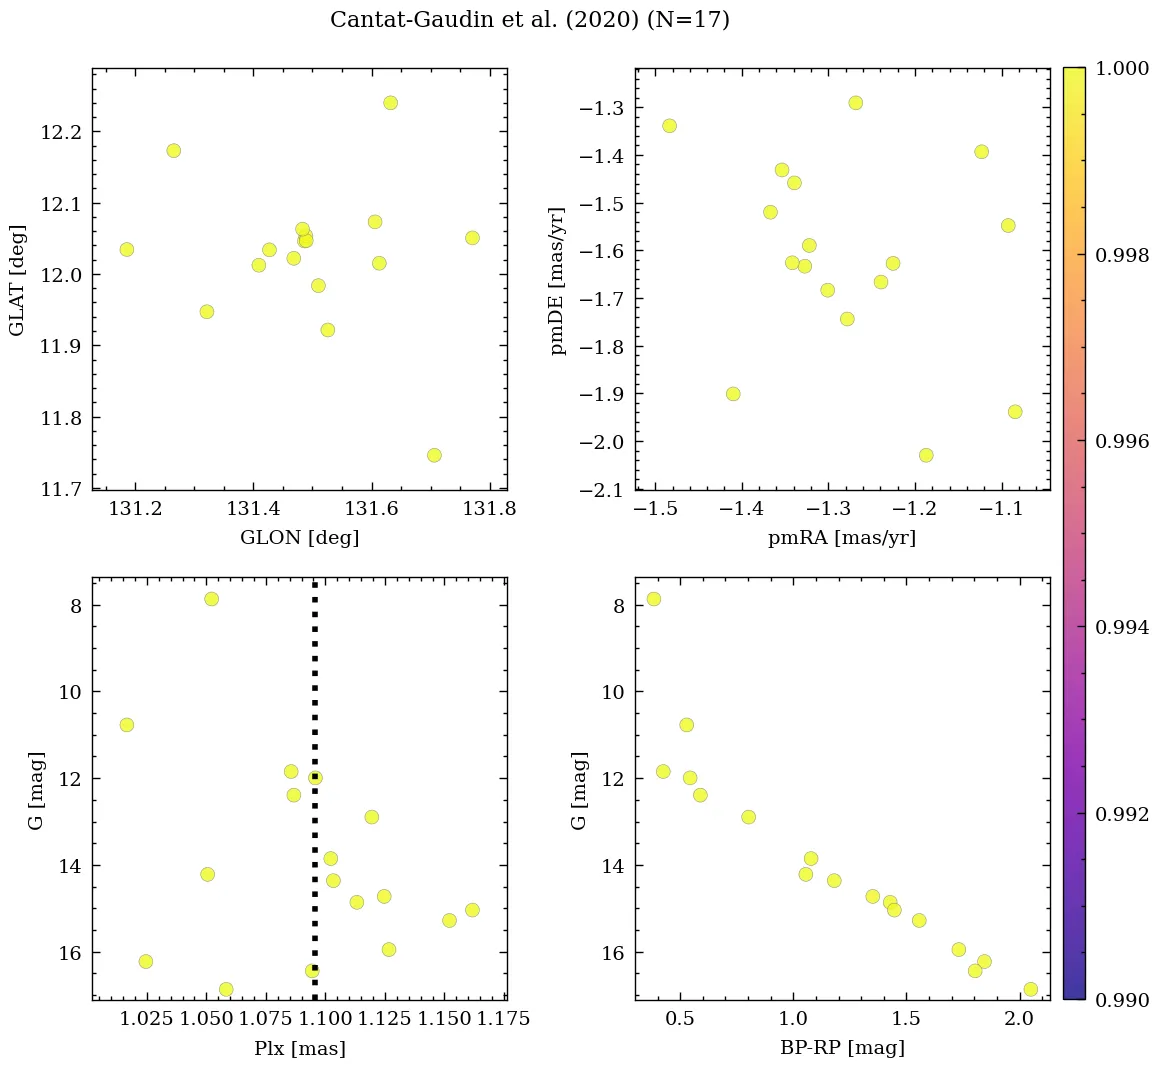 Cantat-Gaudin et al. (2020) (N=17)
12.2
12.1
12.0
11.9
11.8
11.7
GLAT [deg]
131.2 131.4 131.6 131.8
GLON [deg]
−1.3
−1.4
−1.5
−1.6
−1.7
−1.8
−1.9
−2.0
−2.1
pmDE [mas/yr]
−1.5 −1.4 −1.3 −1.2 −1.1
pmRA [mas/yr]
8
10
12
14
16
G [mag]
1.025 1.050 1.075 1.100 1.125 1.150 1.175
Plx [mas]
8
10
12
14
16
G [mag]
0.5 1.0 1.5 2.0
BP-RP [mag]
1.000
0.998
0.996
0.994
0.992
0.990